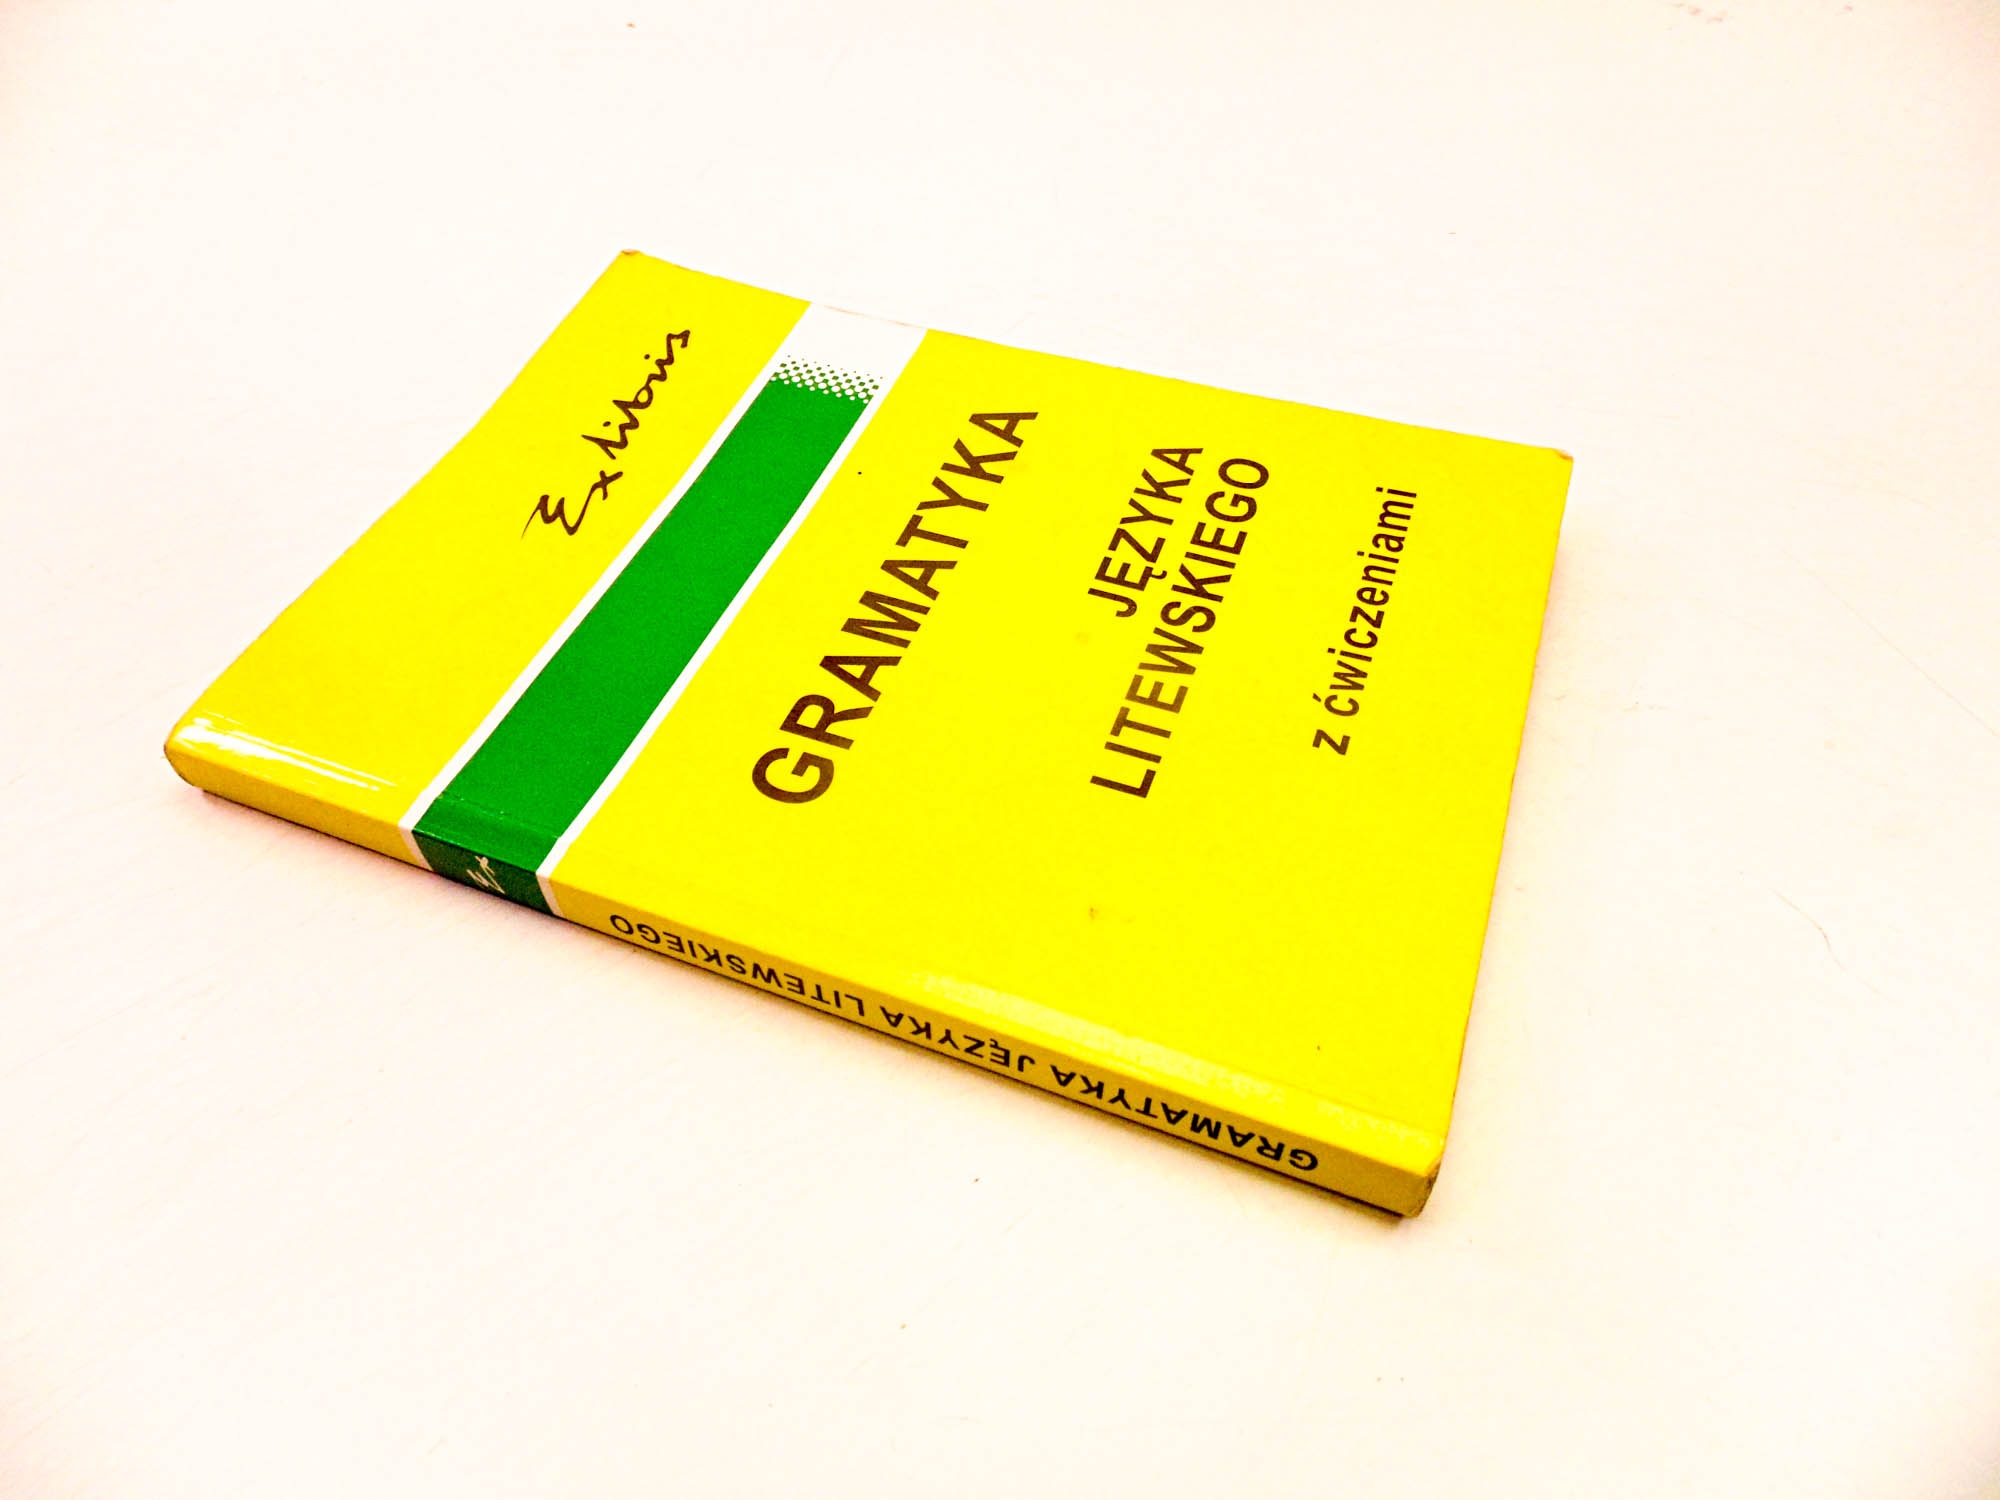 Ex libris
GRAMATYKA
JĘZYKA
LITEWSKIEGO
z ćwiczeniami
GRAMATYKA JĘZYKA LITEWSKIEGO